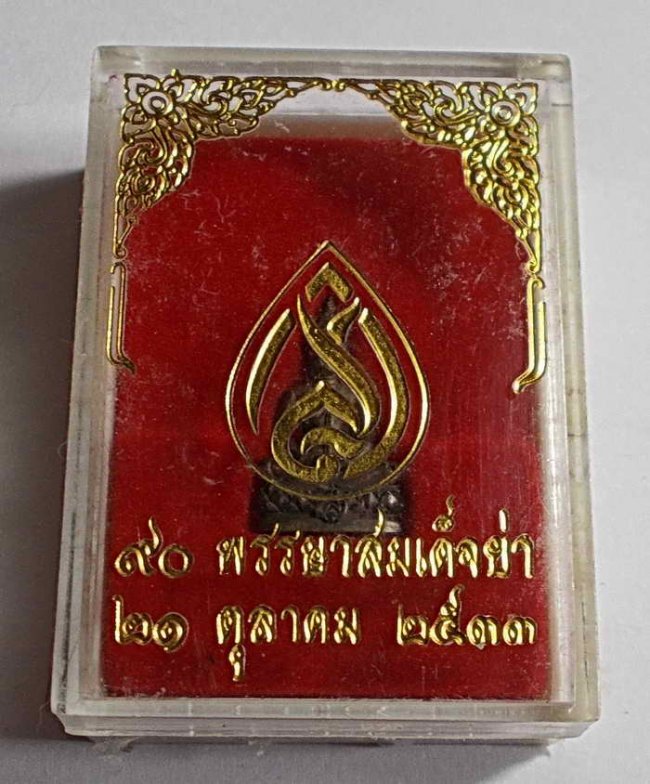 ๙๐ พรรษาสมเด็จย่า
๒๑ ตุลาคม ๒๕๓๓